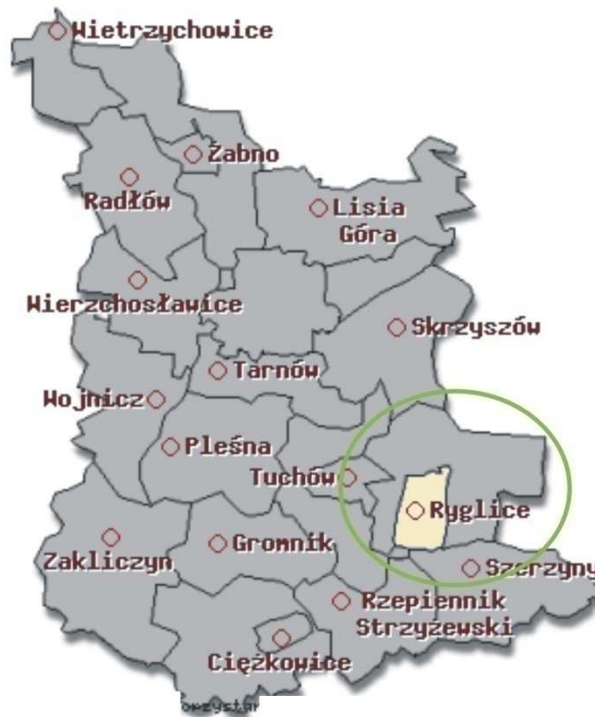 Wietrzychowice
Żabno
Radłów
Lisia
Góra
Wierzchosławice
Skrzyszów
Tarnów
Wojnicz
Pleśna
Tuchów
Ryglice
Gromnik
Zakliczyn
Szerzyny
Rzepiennik
Strzyżewski
Ciężkowice